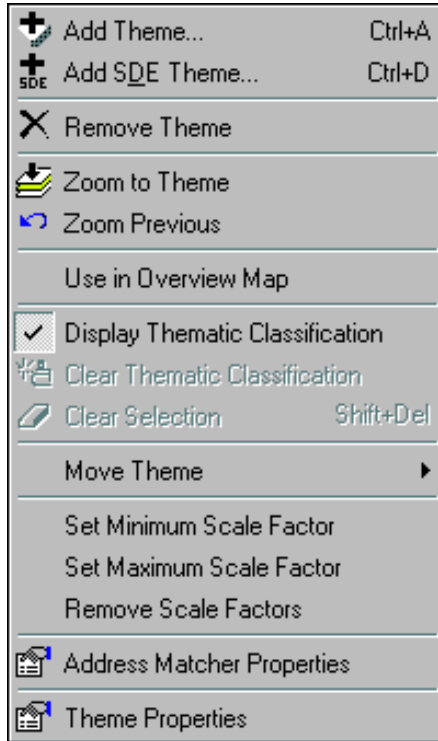 Add Theme... Ctrl+A
SDE Add SDE Theme... Ctrl+D
Remove Theme
Zoom to Theme
Zoom Previous
Use in Overview Map
Display Thematic Classification
Clear Thematic Classification
Clear Selection Shift+Del
Move Theme
Set Minimum Scale Factor
Set Maximum Scale Factor
Remove Scale Factors
Address Matcher Properties
Theme Properties